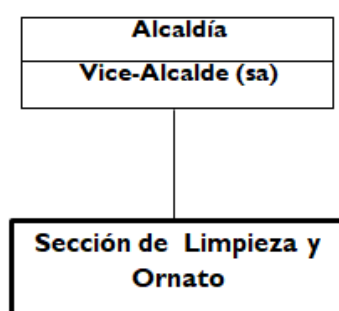 Alcaldía
Vice-Alcalde (sa)
Sección de Limpieza y
Ornato